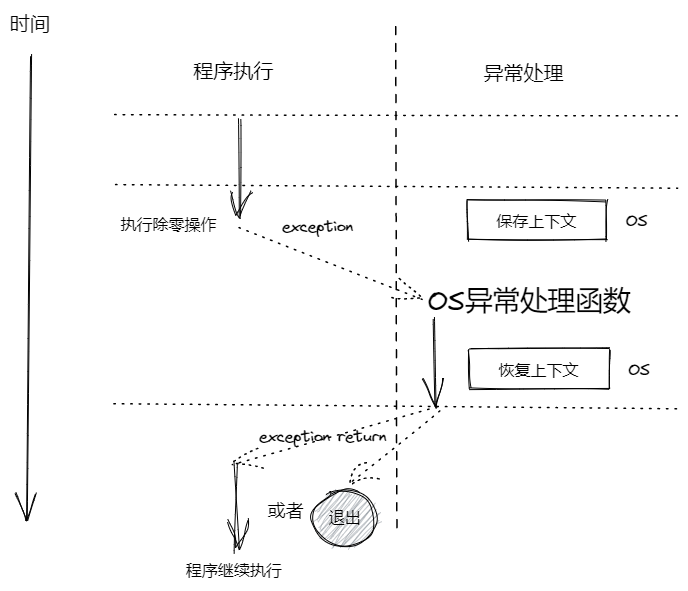 时间
程序执行
异常处理
执行除零操作
exception
保存上下文
OS
OS异常处理函数
恢复上下文
OS
exception return
或者
退出
程序继续执行